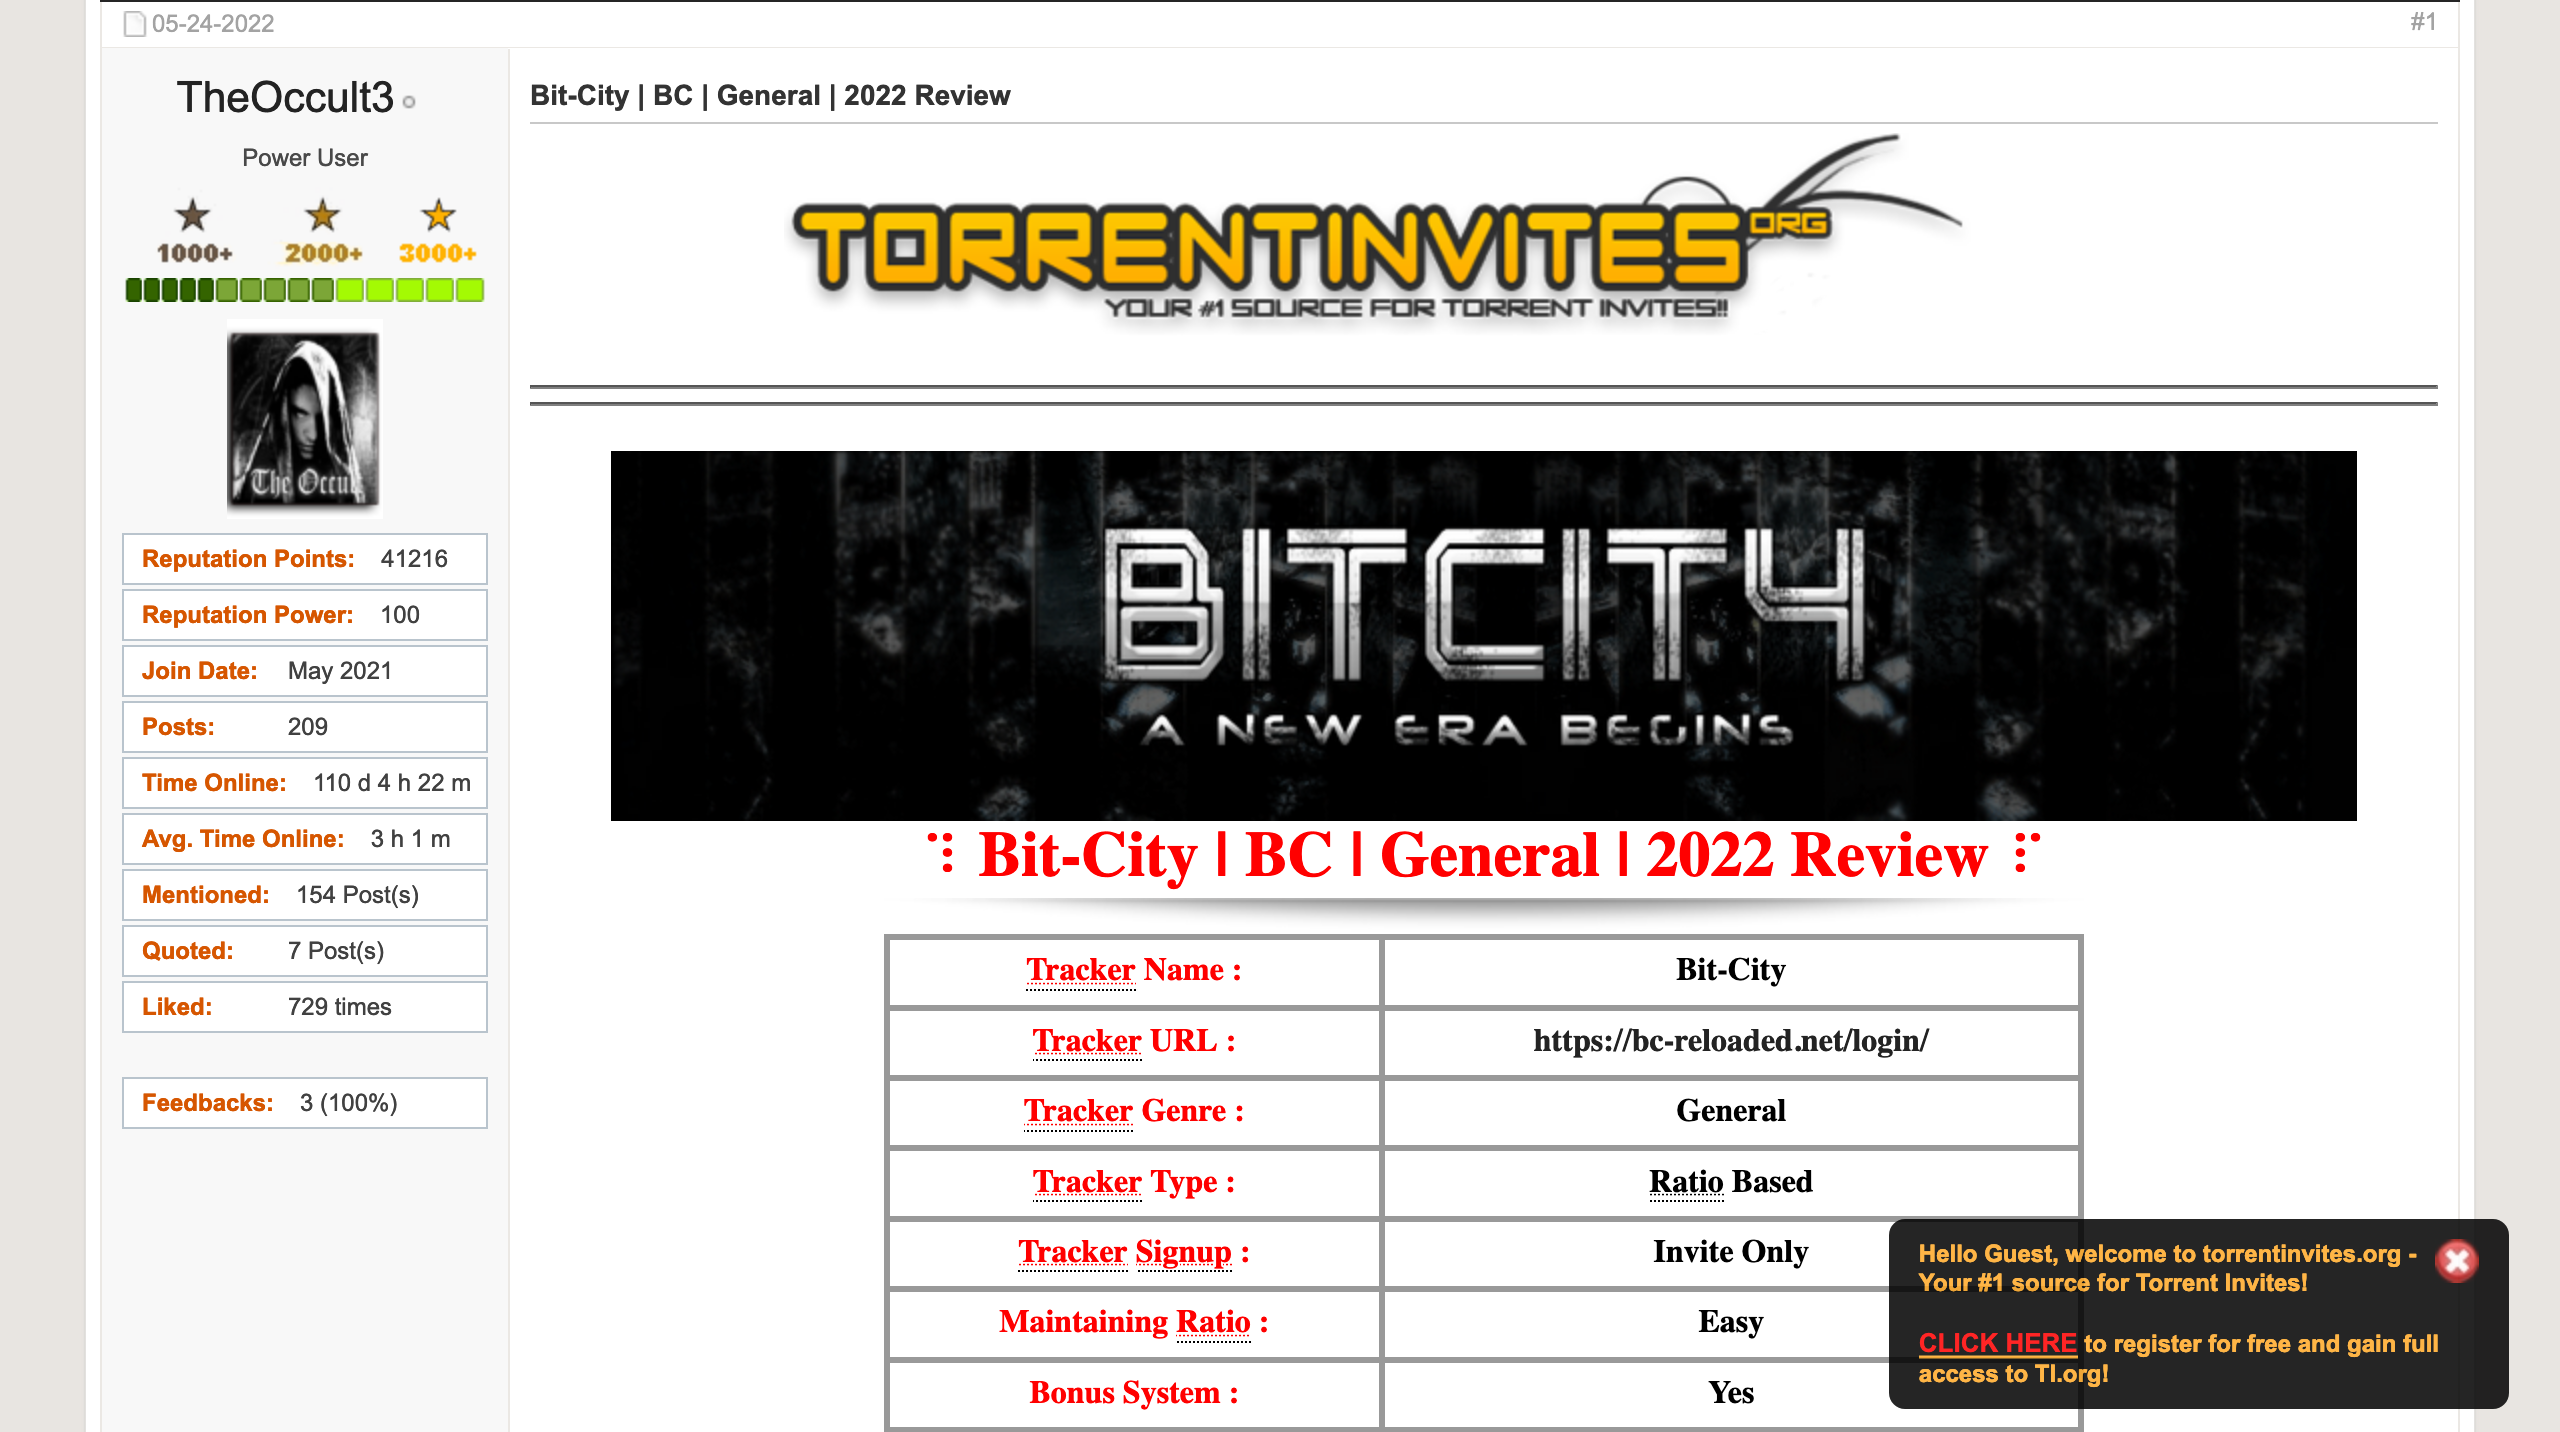 05-24-2022
#1
TheOccult3
Power User
1000+ 2000+ 3000+
The Occult
Reputation Points: 41216
Reputation Power: 100
Join Date: May 2021
Posts: 209
Time Online: 110 d 4 h 22 m
Avg. Time Online: 3 h 1 m
Mentioned: 154 Post(s)
Quoted: 7 Post(s)
Liked: 729 times
Feedbacks: 3 (100%)
Bit-City | BC | General | 2022 Review
TORRENTINVITES ORG
YOUR #1 SOURCE FOR TORRENT INVITES!!
BITCITY
A NEW ERA BEGINS
⠹ Bit-City | BC | General | 2022 Review ⠏
Tracker Name : Bit-City
Tracker URL : https://bc-reloaded.net/login/
Tracker Genre : General
Tracker Type : Ratio Based
Tracker Signup : Invite Only
Maintaining Ratio : Easy
Bonus System : Yes
Hello Guest, welcome to torrentinvites.org -
Your #1 source for Torrent Invites!
CLICK HERE to register for free and gain full
access to TI.org!